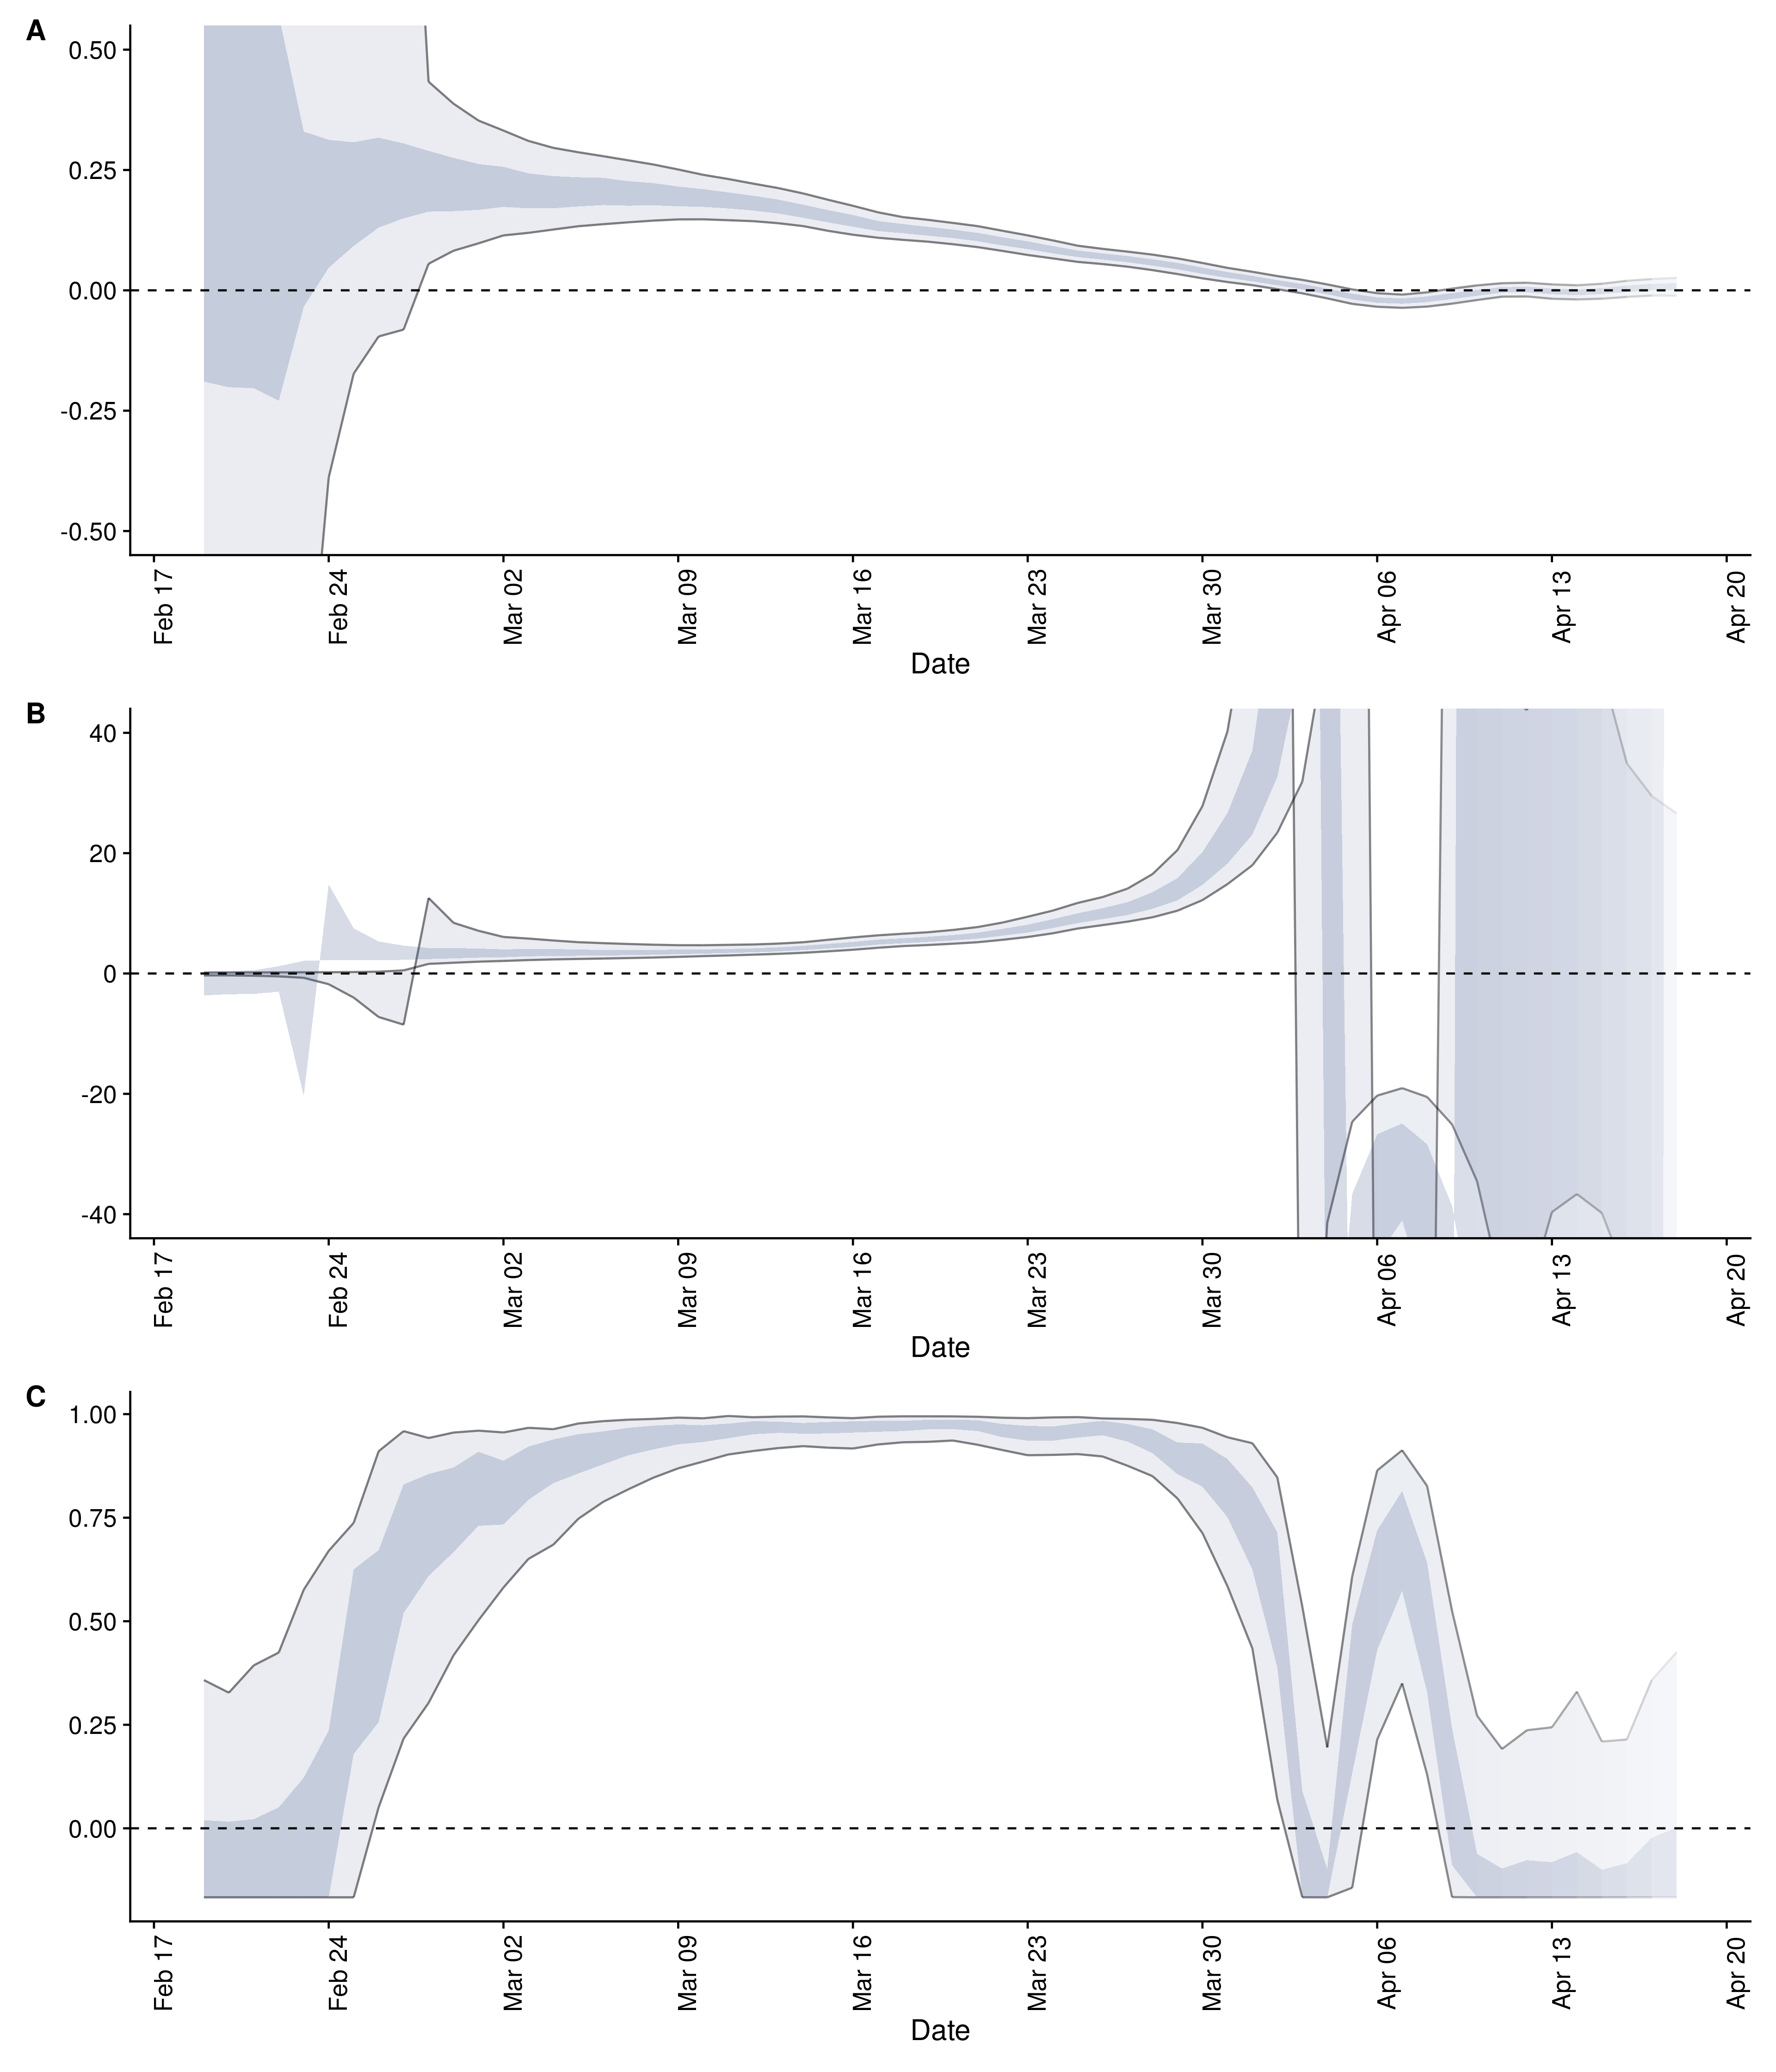 A
0.50
0.25
0.00
-0.25
-0.50
Feb 17
Feb 24
Mar 02
Mar 09
Mar 16
Mar 23
Mar 30
Apr 06
Apr 13
Apr 20
Date
B
40
20
0
-20
-40
Feb 17
Feb 24
Mar 02
Mar 09
Mar 16
Mar 23
Mar 30
Apr 06
Apr 13
Apr 20
Date
C
1.00
0.75
0.50
0.25
0.00
Feb 17
Feb 24
Mar 02
Mar 09
Mar 16
Mar 23
Mar 30
Apr 06
Apr 13
Apr 20
Date